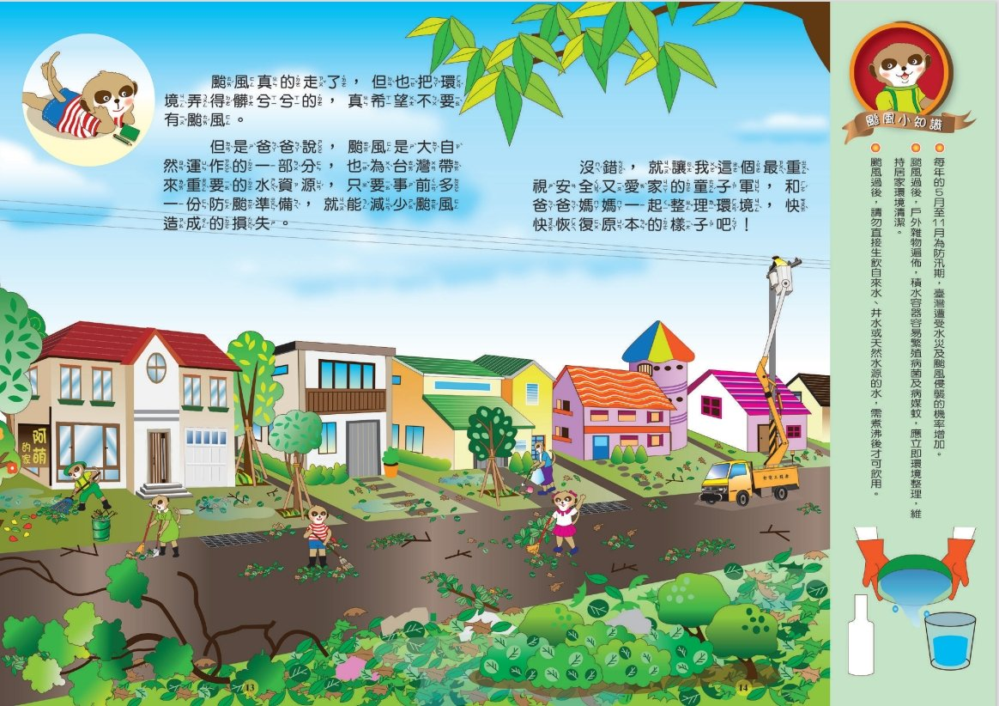 颱風真的走了，但也把環
境弄得髒兮兮的，真希望不要
有颱風。
但是爸爸說，颱風是大自
然運作的一部分，也為台灣帶
來重要的水資源，只要事前多
一份防颱準備，就能減少颱風
造成的損失。
沒錯，就讓我這個最重
視安全又愛家的童子軍，和
爸爸媽媽一起整理環境，快
快恢復原本的樣子吧！
阿萌
的家
台電工程車
13
14
颱風小知識
每年的5月至11月為防汛期，臺灣遭受水災及颱風侵襲的機率增加。
颱風過後，戶外雜物遍佈，積水容器容易繁殖病菌及病媒蚊，應立即環境整理，維
持居家環境清潔。
颱風過後，請勿直接生飲自來水、井水或天然水源的水，需煮沸後才可飲用。